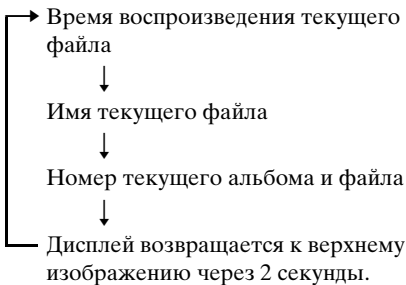 Время воспроизведения текущего
файла
Имя текущего файла
Номер текущего альбома и файла
Дисплей возвращается к верхнему
изображению через 2 секунды.